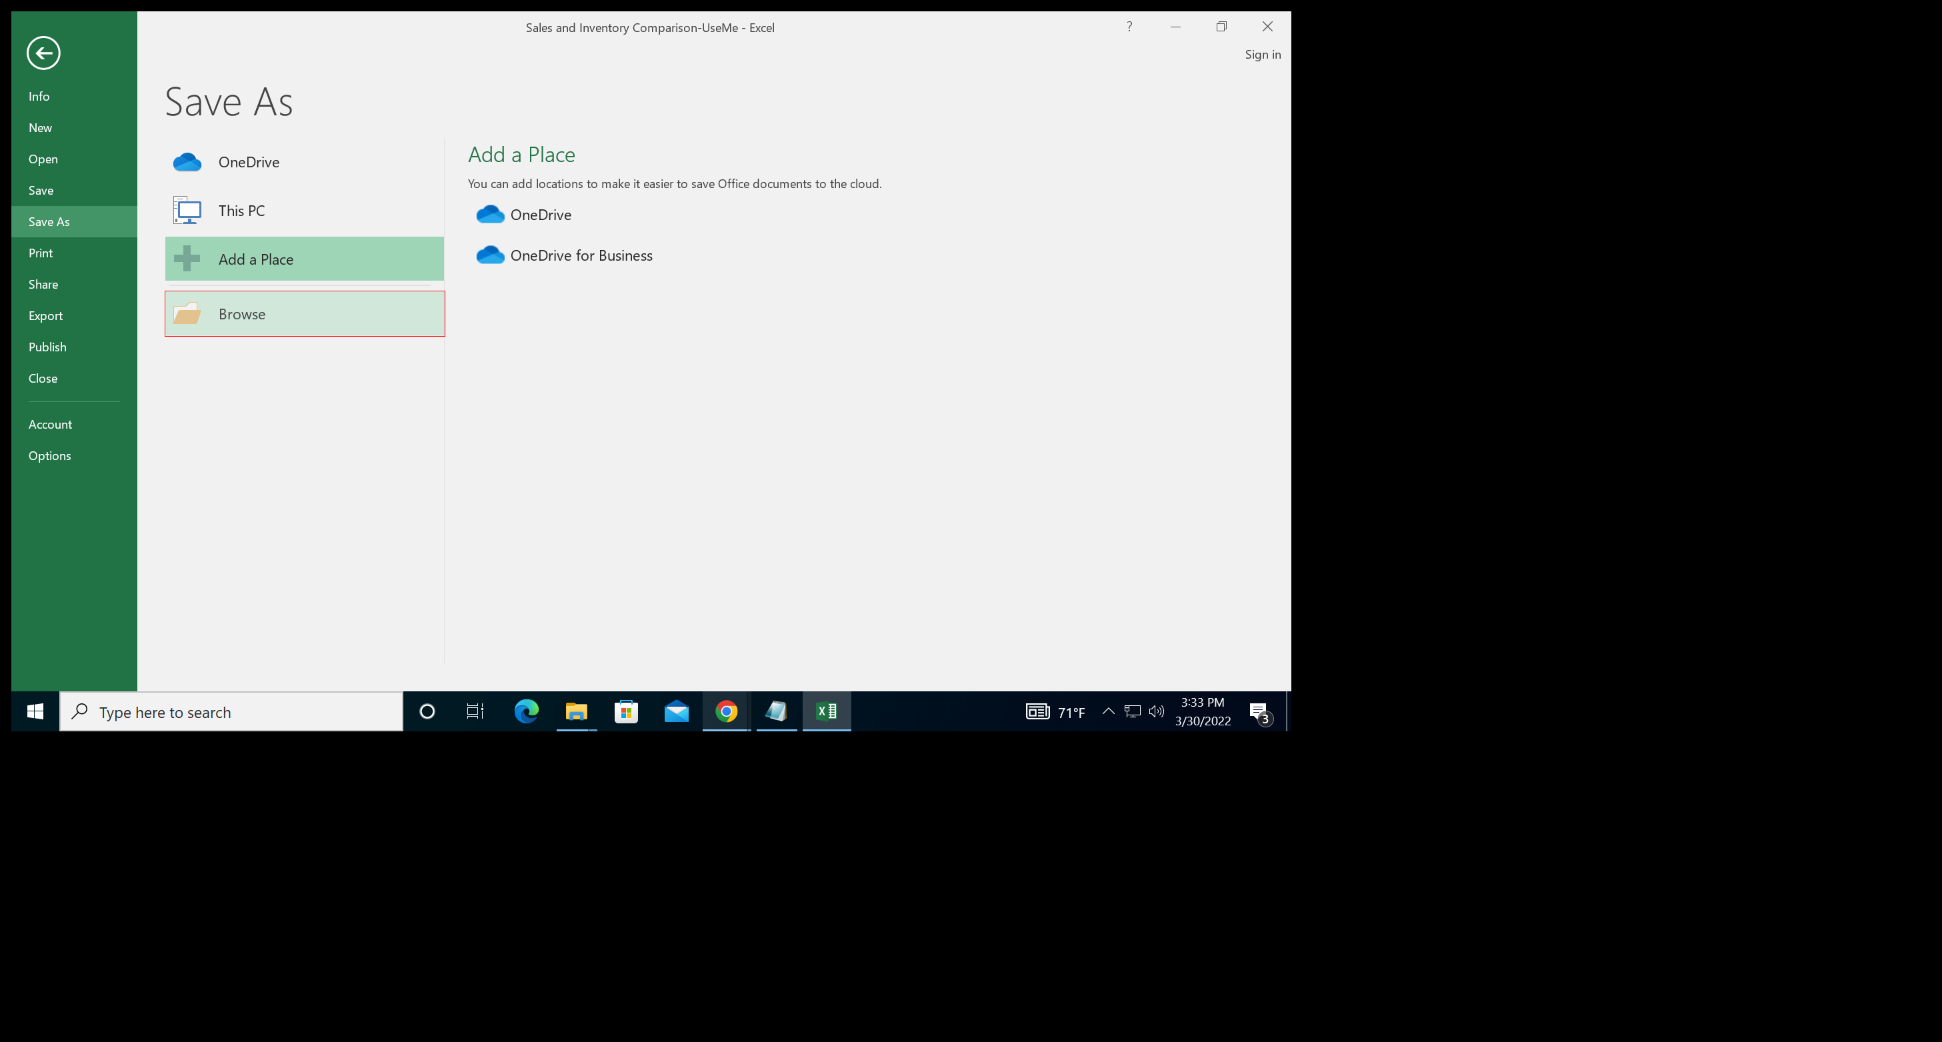 Sales and Inventory Comparison-UseMe - Excel
?
Sign in
Info
New
Open
Save
Save As
Print
Share
Export
Publish
Close
Account
Options
Save As
OneDrive
This PC
Add a Place
Browse
Add a Place
You can add locations to make it easier to save Office documents to the cloud.
OneDrive
OneDrive for Business
Type here to search
71°F
3:33 PM
3/30/2022
3